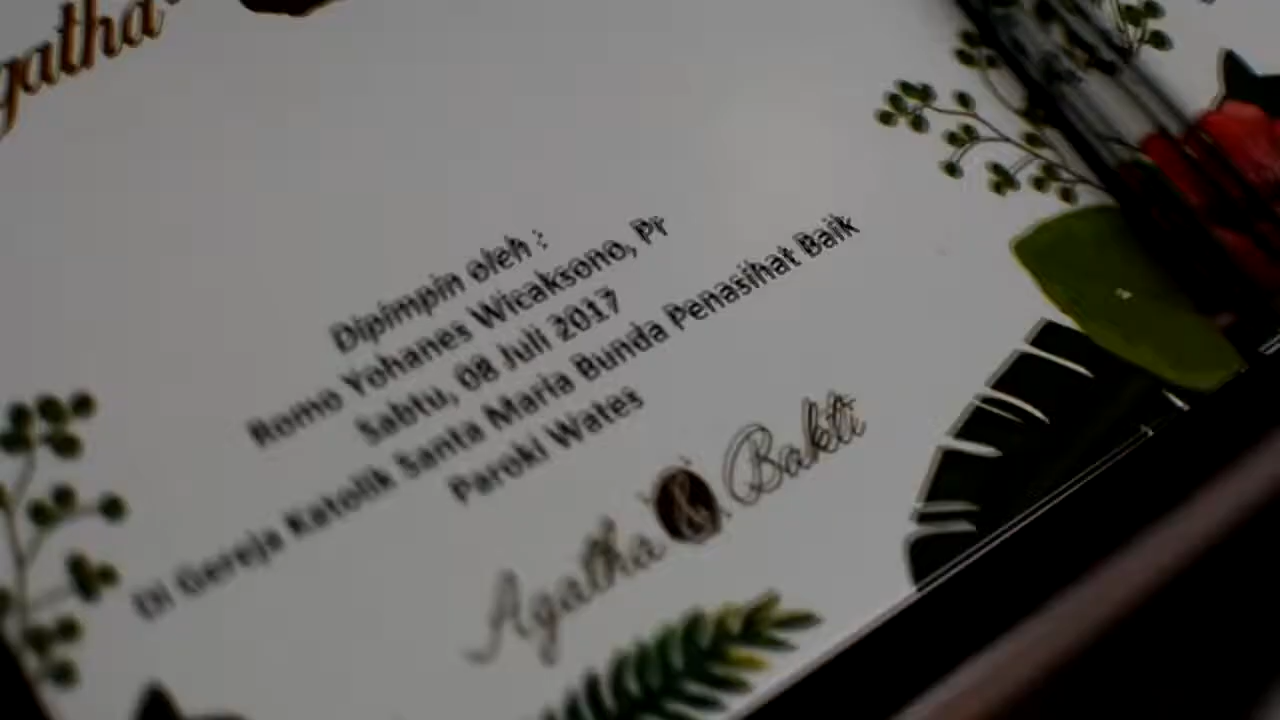 gatha
Dipimpin oleh :
Romo Yohanes Wicaksono, Pr
Sabtu, 08 Juli 2017
Di Gereja Katolik Santa Maria Bunda Penasihat Baik
Paroki Wates
Agatha & Bakti